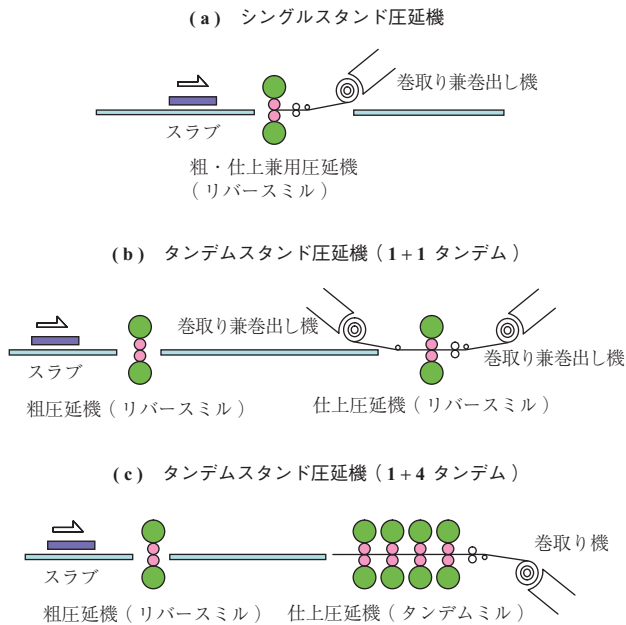 (a) シングルスタンド圧延機
巻取り兼巻出し機
スラブ
粗・仕上兼用圧延機
(リバースミル)
(b) タンデムスタンド圧延機(1+1 タンデム)
巻取り兼巻出し機
巻取り兼巻出し機
スラブ
粗圧延機(リバースミル)
仕上圧延機(リバースミル)
(c) タンデムスタンド圧延機(1+4 タンデム)
巻取り機
スラブ
粗圧延機(リバースミル)
仕上圧延機(タンデムミル)